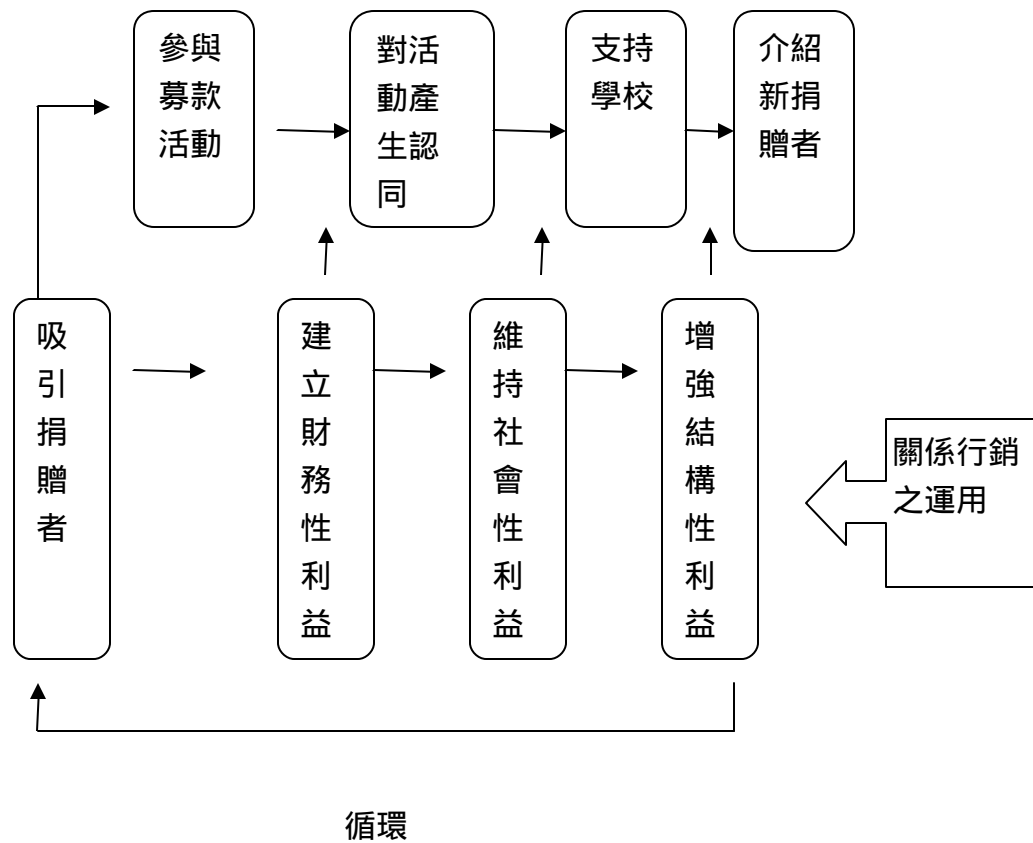 參與
募款
活動
對活
動產
生認
同
支持
學校
介紹
新捐
贈者
吸
引
捐
贈
者
建
立
財
務
性
利
益
維
持
社
會
性
利
益
增
強
結
構
性
利
益
關係行銷
之運用
循環